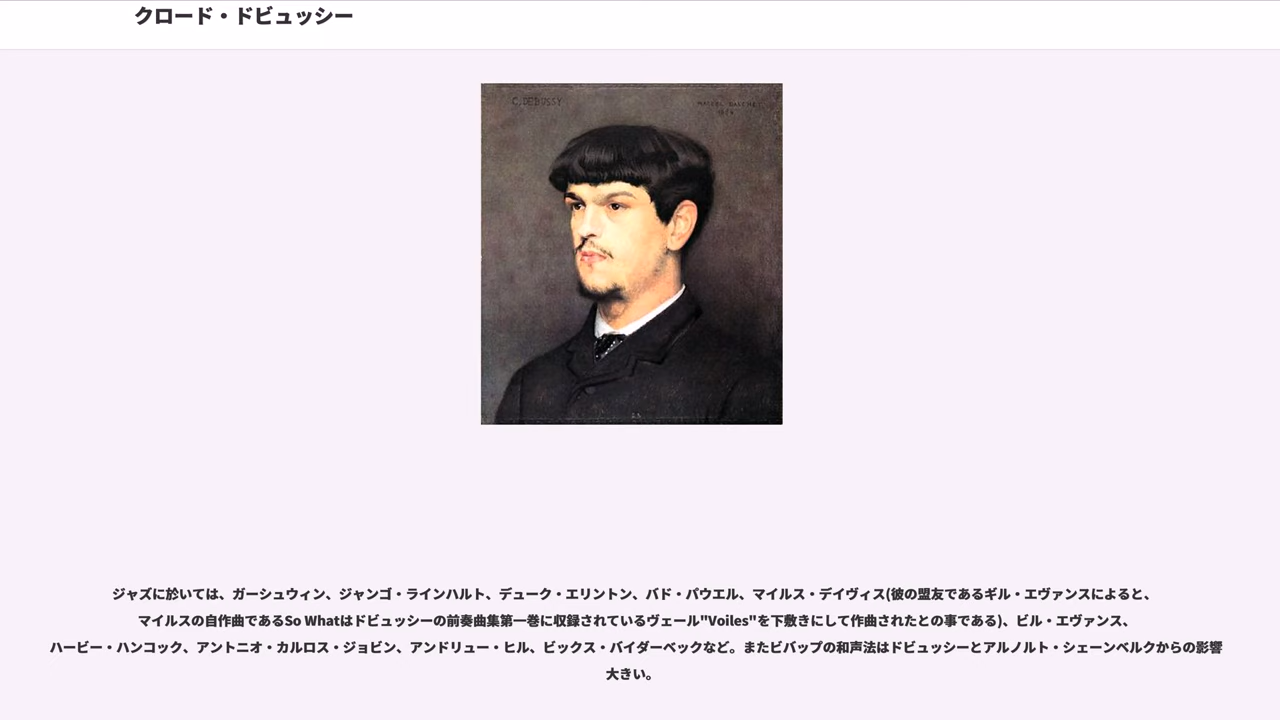 クロード・ドビュッシー
C.DEBUSSY
ジャズに於いては、ガーシュウィン、ジャンゴ・ラインハルト、デューク・エリントン、バド・パウエル、マイルス・デイヴィス(彼の盟友であるギル・エヴァンスによると、
マイルスの自作曲であるSo Whatはドビュッシーの前奏曲集第一巻に収録されているヴェール"Voiles"を下敷きにして作曲されたとの事である)、ビル・エヴァンス、
ハービー・ハンコック、アントニオ・カルロス・ジョビン、アンドリュー・ヒル、ビックス・バイダーベックなど。またビバップの和声法はドビュッシーとアルノルト・シェーンベルクからの影響
大きい。